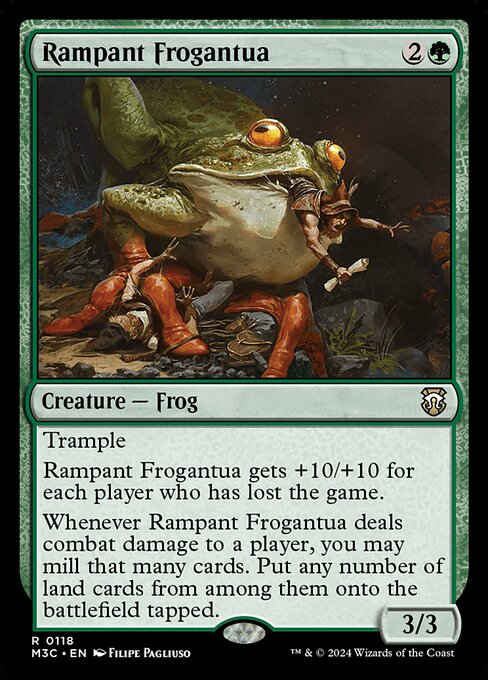 Rampant Frogantua 2
Creature — Frog
Trample
Rampant Frogantua gets +10/+10 for
each player who has lost the game.
Whenever Rampant Frogantua deals
combat damage to a player, you may
mill that many cards. Put any number of
land cards from among them onto the
battlefield tapped.
3/3
R 0118
M3C • EN Filipe Pagliuso
™ & © 2024 Wizards of the Coast